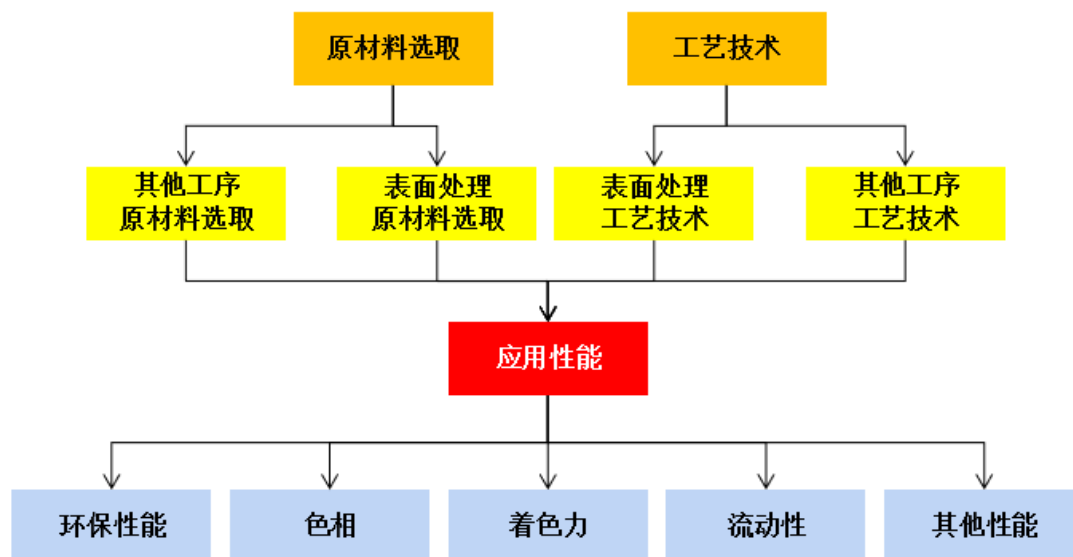 原材料选取
工艺技术
其他工序
原材料选取
表面处理
原材料选取
表面处理
工艺技术
其他工序
工艺技术
应用性能
环保性能
色相
着色力
流动性
其他性能